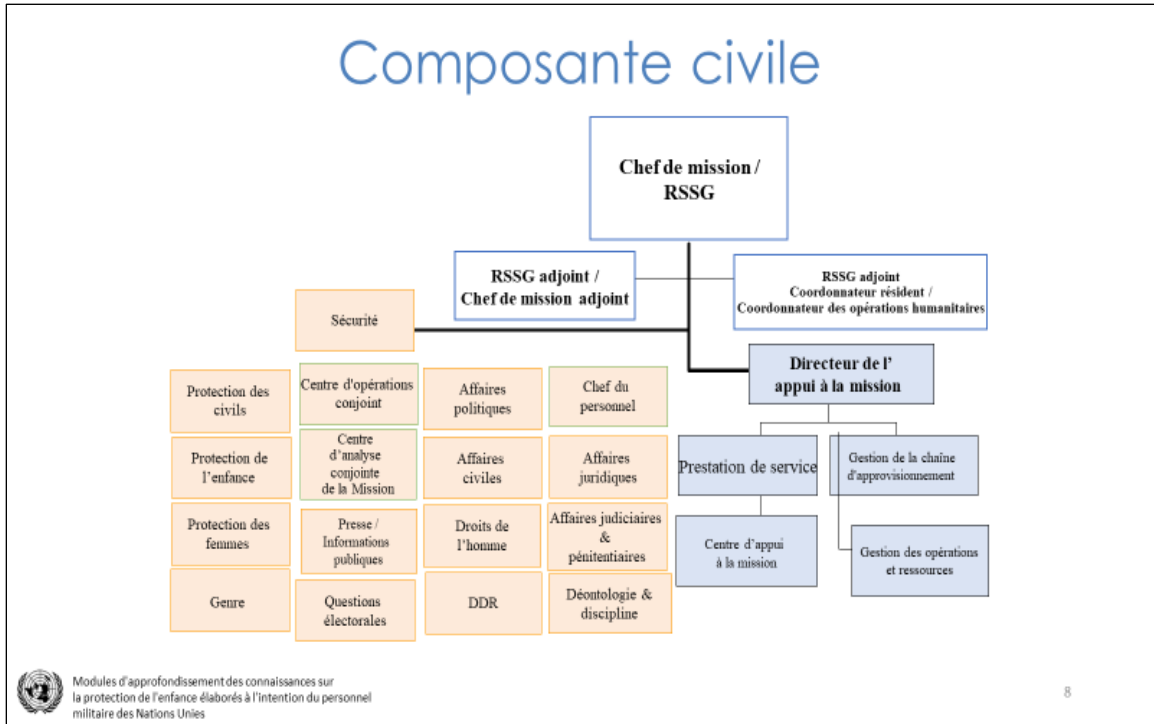 Composante civile
Chef de mission /
RSSG
RSSG adjoint /
Chef de mission adjoint
RSSG adjoint
Coordonnateur résident /
Coordonnateur des opérations humanitaires
Sécurité
Directeur de l'
appui à la mission
Protection des
civils
Centre d'opérations
conjoint
Affaires
politiques
Chef du
personnel
Protection de
l'enfance
Centre
d'analyse
conjointe
de la Mission
Affaires
civiles
Affaires
juridiques
Prestation de service
Gestion de la chaîne
d'approvisionnement
Protection des
femmes
Presse /
Informations
publiques
Droits de
l'homme
Affaires judiciaires
&
pénitentiaires
Centre d'appui
à la mission
Gestion des opérations
et ressources
Genre
Questions
électorales
DDR
Déontologie &
discipline
Modules d'approfondissement des connaissances sur
la protection de l'enfance élaborés à l'intention du personnel
militaire des Nations Unies
8